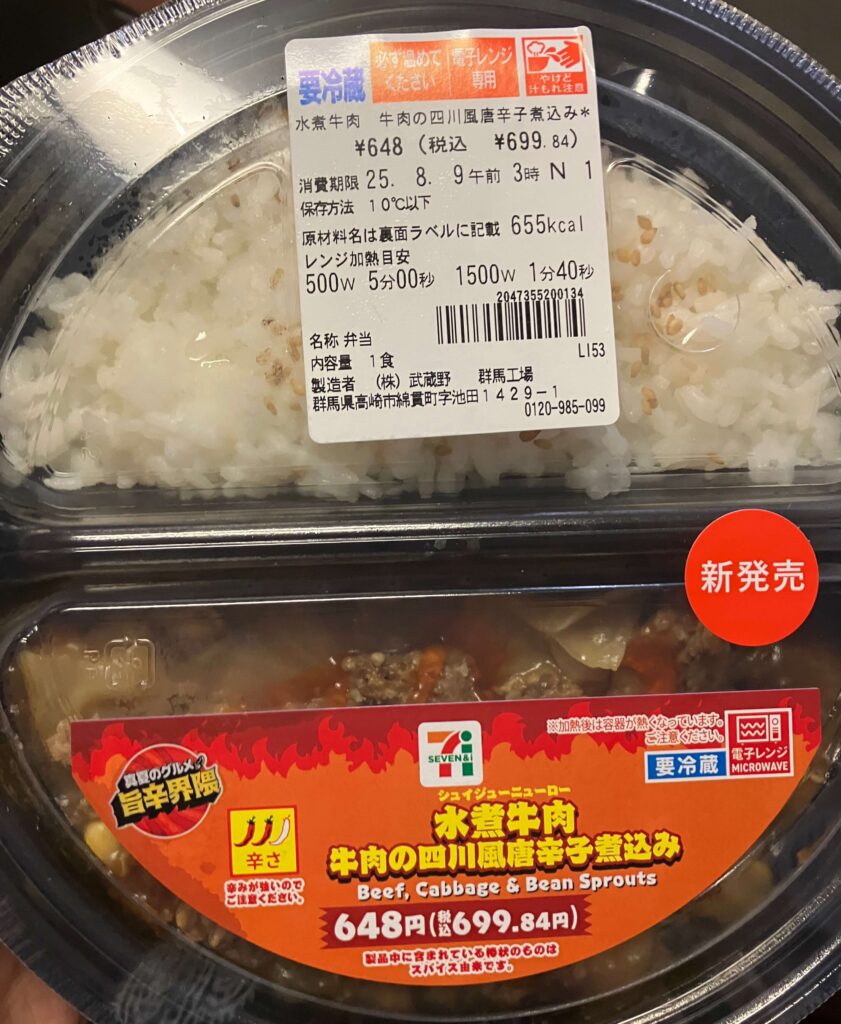 要冷蔵
必ず温めて
ください
電子レンジ
専用
やけど
汁もれ注意
水煮牛肉 牛肉の四川風唐辛子煮込み*
¥648 (税込 ¥699.84)
消費期限 25. 8. 9午前 3時 N 1
保存方法 10℃以下
原材料名は裏面ラベルに記載 655kcal
レンジ加熱目安
500W 5分00秒 1500W 1分40秒
2047355200134
LI53
名称 弁当
内容量 1食
製造者 (株) 武蔵野 群馬工場
群馬県高崎市綿貫町字池田1429-1
0120-985-099
新発売
※加熱後は容器が熱くなっています。
ご注意ください。
要冷蔵
電子レンジ
MICROWAVE
SEVEN&i
真夏のグルメ
旨辛界隈
辛さ
辛みが強いので
ご注意ください。
シュイジューニューロー
水煮牛肉
牛肉の四川風唐辛子煮込み
Beef, Cabbage & Bean Sprouts
648円(税込699.84円)
製品中に含まれている棒状のものは
スパイス由来です。